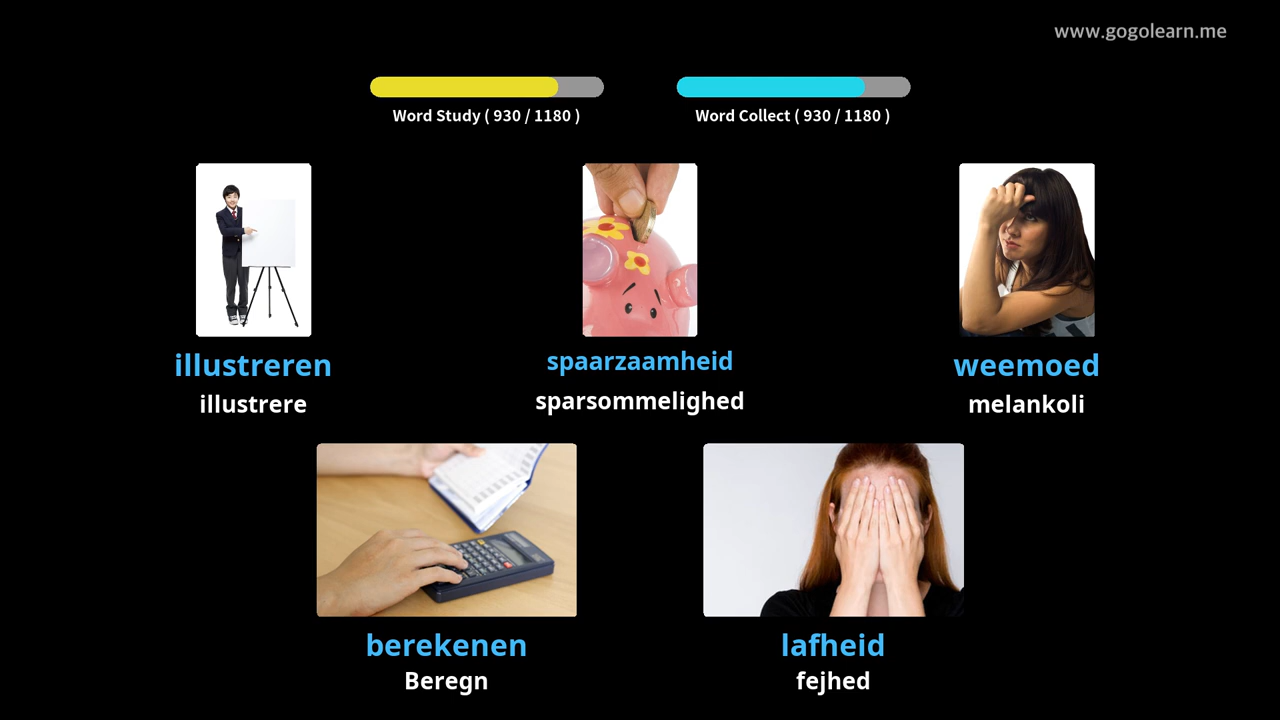 www.gogolearn.me
Word Study ( 930 / 1180 )
Word Collect ( 930 / 1180 )
illustreren
illustrere
spaarzaamheid
sparsommelighed
weemoed
melankoli
berekenen
Beregn
lafheid
fejhed